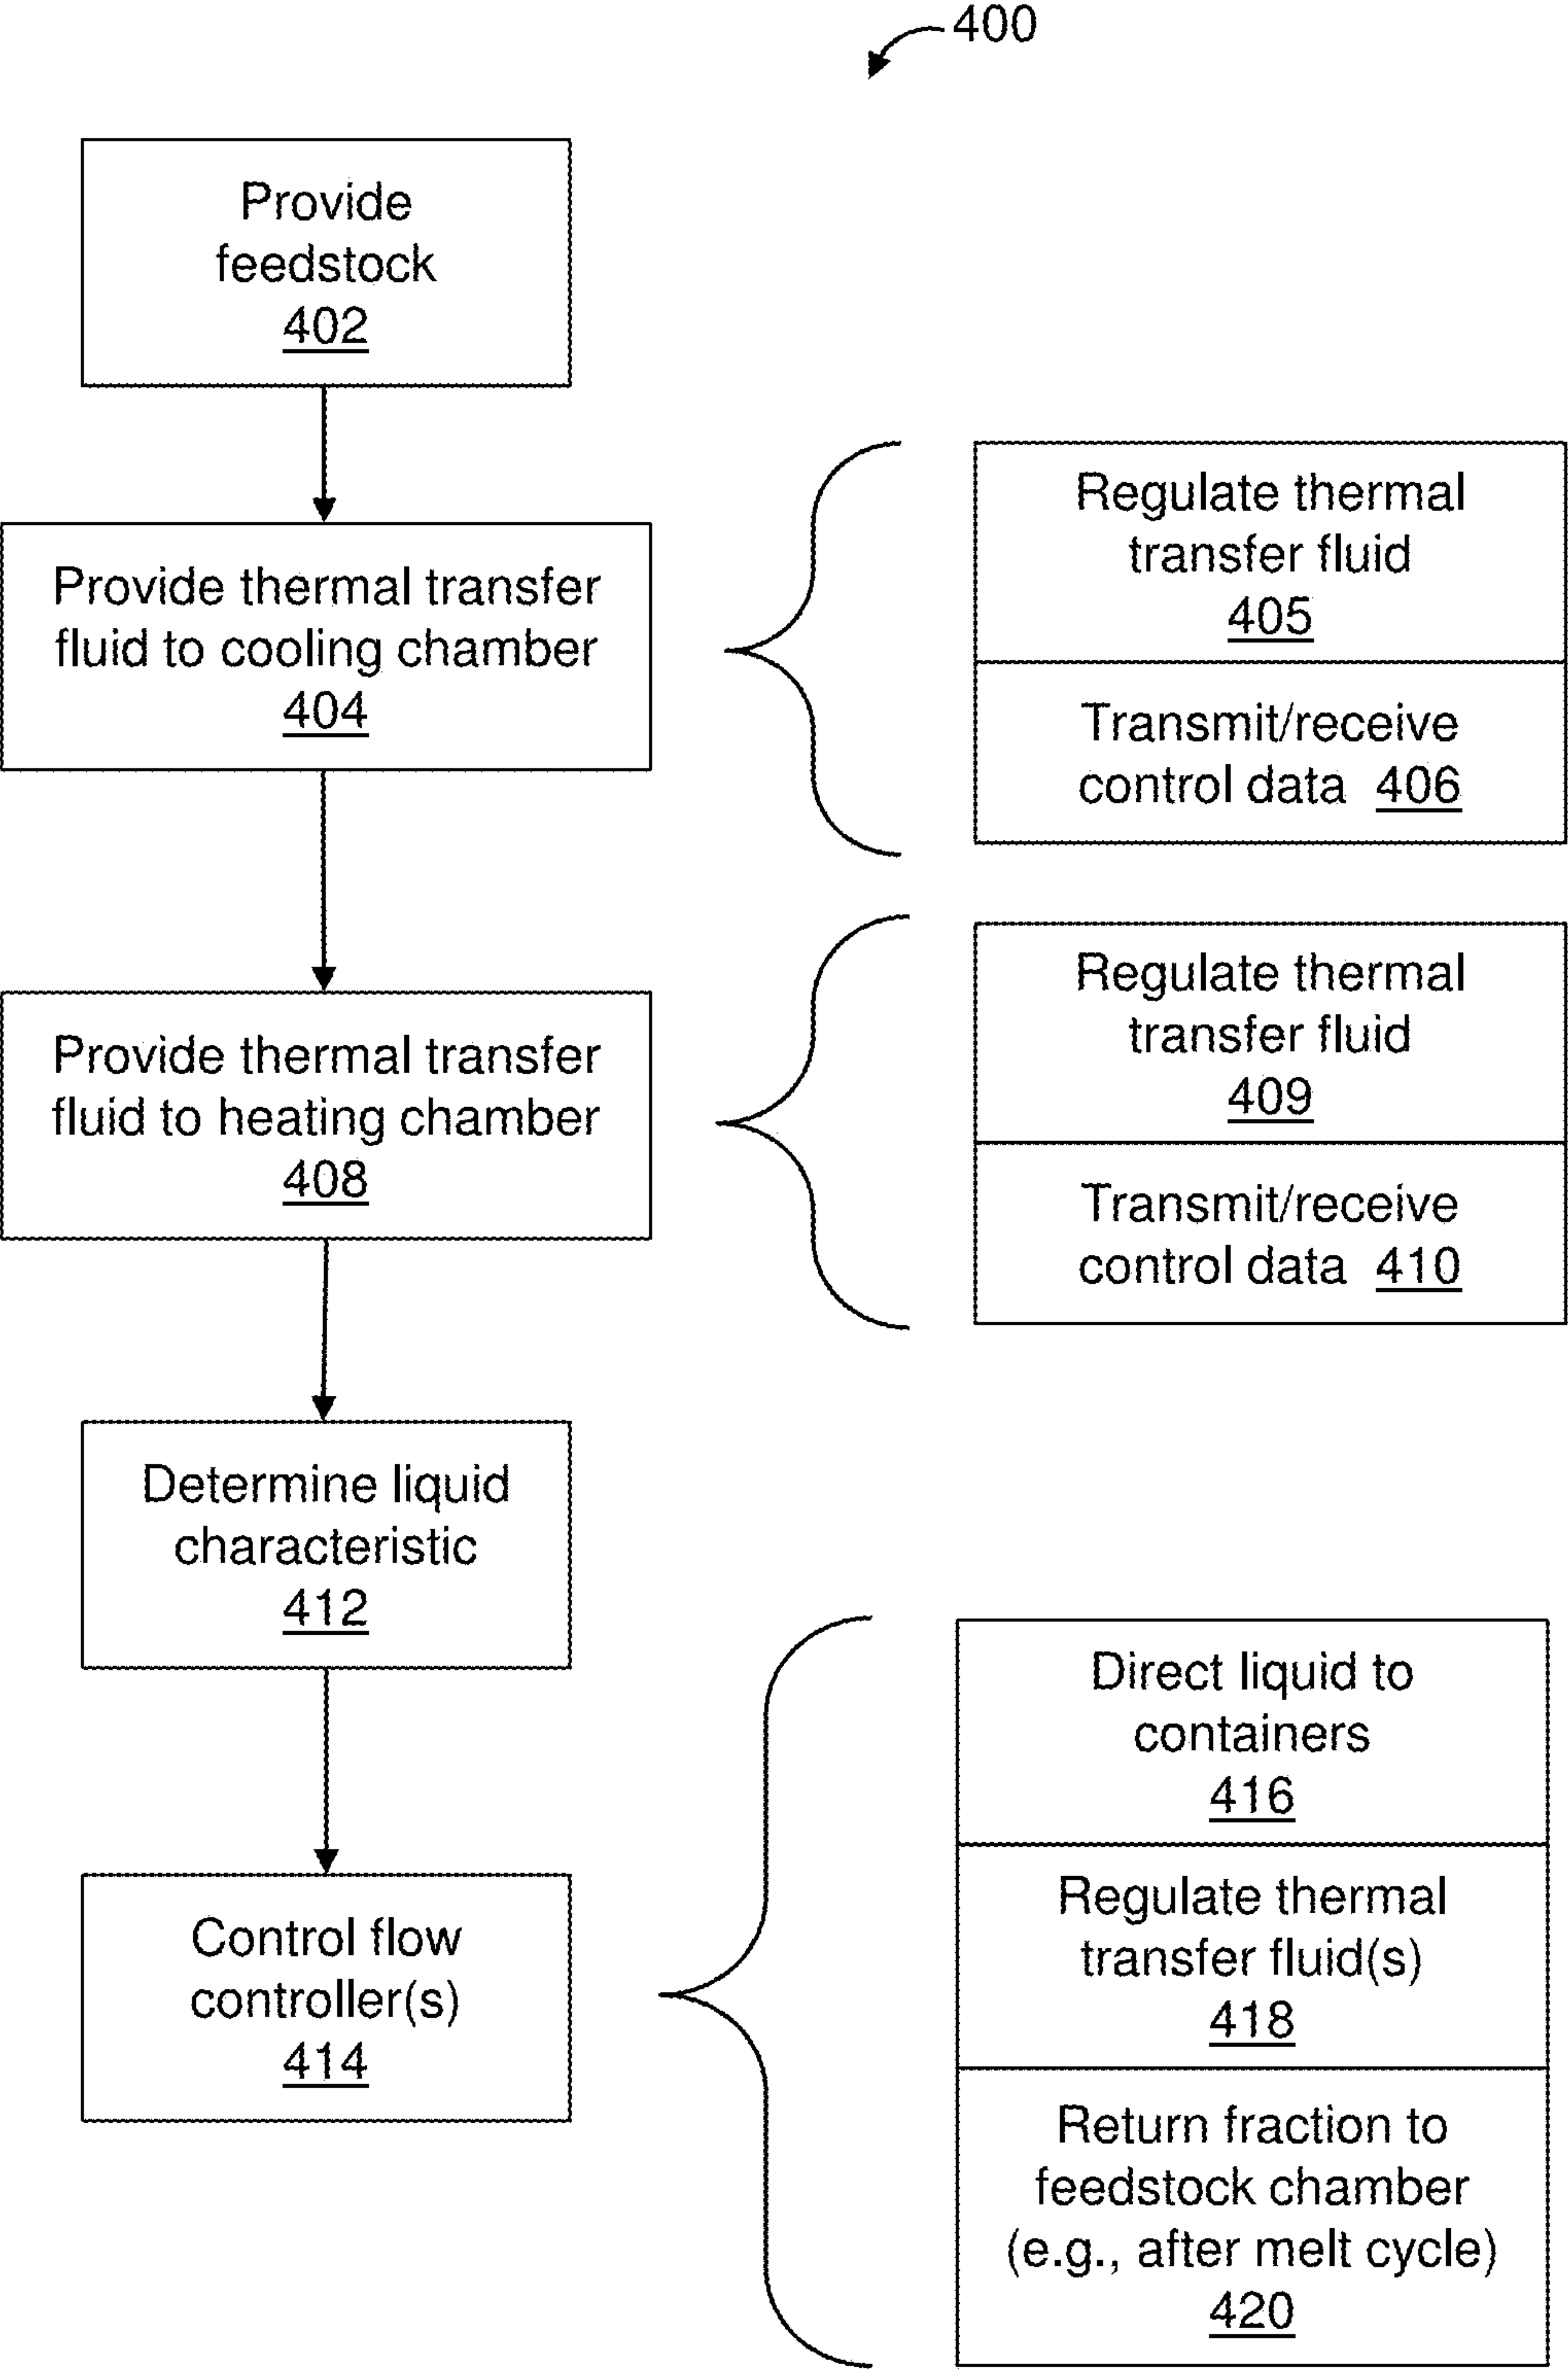 400
Provide
feedstock
402
Provide thermal transfer
fluid to cooling chamber
404
Regulate thermal
transfer fluid
405
Transmit/receive
control data 406
Provide thermal transfer
fluid to heating chamber
408
Regulate thermal
transfer fluid
409
Transmit/receive
control data 410
Determine liquid
characteristic
412
Control flow
controller(s)
414
Direct liquid to
containers
416
Regulate thermal
transfer fluid(s)
418
Return fraction to
feedstock chamber
(e.g., after melt cycle)
420